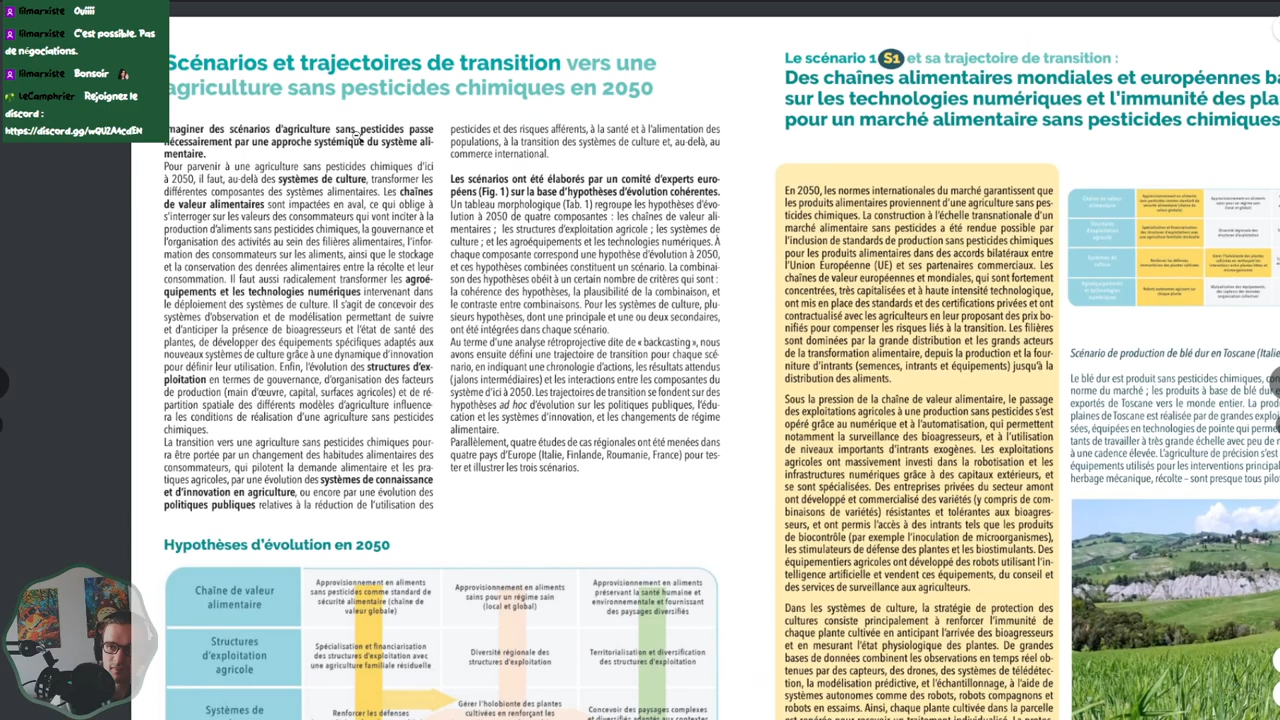 filmarxiste Ouiiii
filmarxiste C'est possible. Pas
de négociations.
filmarxiste Bonsoir
LeCamphrier Rejoignez le
discord :
Scénarios et trajectoires de transition vers une
agriculture sans pesticides chimiques en 2050
Imaginer des scénarios d'agriculture sans pesticides passe
nécessairement par une approche systémique du système ali-
mentaire.
Pour parvenir à une agriculture sans pesticides chimiques d'ici
à 2050, il faut, au-delà des systèmes de culture, transformer les
différentes composantes des systèmes alimentaires. Les chaînes
de valeur alimentaires sont impactées en aval, ce qui oblige à
s'interroger sur les valeurs des consommateurs qui vont inciter à la
production d'aliments sans pesticides chimiques, la gouvernance et
l'organisation des activités au sein des filières alimentaires, l'infor-
mation des consommateurs sur les aliments, ainsi que le stockage
et la conservation des denrées alimentaires entre la récolte et leur
consommation. Il faut aussi radicalement transformer les agroé-
quipements et les technologies numériques intervenant dans
le déploiement des systèmes de culture. Il s'agit de concevoir des
systèmes d'observation et de modélisation permettant de suivre
et d'anticiper la présence de bioagresseurs et l'état de santé des
plantes, de développer des équipements spécifiques adaptés aux
nouveaux systèmes de culture grâce à une dynamique d'innovation
pour définir leur utilisation. Enfin, l'évolution des structures d'ex-
ploitation en termes de gouvernance, d'organisation des facteurs
de production (main d'œuvre, capital, surfaces agricoles) et de ré-
partition spatiale des différents modèles d'agriculture influence-
ra les conditions de réalisation d'une agriculture sans pesticides
chimiques.
La transition vers une agriculture sans pesticides chimiques pour-
ra être portée par un changement des habitudes alimentaires des
consommateurs, qui pilotent la demande alimentaire et les pra-
tiques agricoles, par une évolution des systèmes de connaissance
et d'innovation en agriculture, ou encore par une évolution des
politiques publiques relatives à la réduction de l'utilisation des
pesticides et des risques afférents, à la santé et à l'alimentation des
populations, à la transition des systèmes de culture et, au-delà, au
commerce international.
Les scénarios ont été élaborés par un comité d'experts euro-
péens (Fig. 1) sur la base d'hypothèses d'évolution cohérentes.
Un tableau morphologique (Tab. 1) regroupe les hypothèses d'évo-
lution à 2050 de quatre composantes : les chaînes de valeur ali-
mentaires ; les structures d'exploitation agricole ; les systèmes de
culture ; et les agroéquipements et les technologies numériques. À
chaque composante correspond une hypothèse d'évolution à 2050,
et ces hypothèses combinées constituent un scénario. La combinai-
son des hypothèses obéit à un certain nombre de critères qui sont :
la cohérence des hypothèses, la plausibilité de la combinaison, et
le contraste entre combinaisons. Pour les systèmes de culture, plu-
sieurs hypothèses, dont une principale et une ou deux secondaires,
ont été intégrées dans chaque scénario.
Au terme d'une analyse rétroprojective dite de « backcasting », nous
avons ensuite défini une trajectoire de transition pour chaque scé-
nario, en indiquant une chronologie d'actions, les résultats attendus
(jalons intermédiaires) et les interactions entre les composantes du
système d'ici à 2050. Les trajectoires de transition se fondent sur des
hypothèses ad hoc d'évolution sur les politiques publiques, l'édu-
cation et les systèmes d'innovation, et les changements de régime
alimentaire.
Parallèlement, quatre études de cas régionales ont été menées dans
quatre pays d'Europe (Italie, Finlande, Roumanie, France) pour tes-
ter et illustrer les trois scénarios.
Hypothèses d'évolution en 2050
Chaîne de valeur
alimentaire
Approvisionnement en aliments
sans pesticides comme standard de
sécurité alimentaire (chaîne de
valeur globale)
Approvisionnement en aliments
sains pour un régime sain
(local et global)
Approvisionnement en aliments
préservant la santé humaine et
environnementale et fournissant
des paysages diversifiés
Structures
d'exploitation
agricole
Spécialisation et financiarisation
des structures d'exploitation avec
une agriculture familiale résiduelle
Diversité régionale des
structures d'exploitation
Territorialisation et diversification
des structures d'exploitation
Systèmes de
Renforcer les défenses
Gérer l'holobionte des plantes
cultivées en renforçant les
Concevoir des paysages complexes
et diversifiés adaptés aux contextes
Le scénario 1 S1 et sa trajectoire de transition :
Des chaînes alimentaires mondiales et européennes ba
sur les technologies numériques et l'immunité des pla
pour un marché alimentaire sans pesticides chimiques
En 2050, les normes internationales du marché garantissent que
les produits alimentaires proviennent d'une agriculture sans pes-
ticides chimiques. La construction à l'échelle transnationale d'un
marché alimentaire sans pesticides a été rendue possible par
l'inclusion de standards de production sans pesticides chimiques
pour les produits alimentaires dans des accords bilatéraux entre
l'Union Européenne (UE) et ses partenaires commerciaux. Les
chaînes de valeur européennes et mondiales, qui sont fortement
concentrées, très capitalisées et à haute intensité technologique,
ont mis en place des standards et des certifications privées et ont
contractualisé avec les agriculteurs en leur proposant des prix bo-
nifiés pour compenser les risques liés à la transition. Les filières
sont dominées par la grande distribution et les grands acteurs
de la transformation alimentaire, depuis la production et la four-
niture d'intrants (semences, intrants et équipements) jusqu'à la
distribution des aliments.
Sous la pression de la chaîne de valeur alimentaire, le passage
des exploitations agricoles à une production sans pesticides s'est
opéré grâce au numérique et à l'automatisation, qui permettent
notamment la surveillance des bioagresseurs, et à l'utilisation
de niveaux importants d'intrants exogènes. Les exploitations
agricoles ont massivement investi dans la robotisation et les
infrastructures numériques grâce à des capitaux extérieurs, et
se sont spécialisées. Des entreprises privées du secteur amont
ont développé et commercialisé des variétés (y compris de com-
binaisons de variétés) résistantes et tolérantes aux bioagres-
seurs, et ont permis l'accès à des intrants tels que les produits
de biocontrôle (par exemple l'inoculation de microorganismes),
les stimulateurs de défense des plantes et les biostimulants. Des
équipementiers agricoles ont développé des robots utilisant l'in-
telligence artificielle et vendent ces équipements, du conseil et
des services de surveillance aux agriculteurs.
Dans les systèmes de culture, la stratégie de protection des
cultures consiste principalement à renforcer l'immunité de
chaque plante cultivée en anticipant l'arrivée des bioagresseurs
et en mesurant l'état physiologique des plantes. De grandes
bases de données combinent les observations en temps réel ob-
tenues par des capteurs, des drones, des systèmes de télédétec-
tion, la modélisation prédictive, et l'échantillonnage, à l'aide de
systèmes autonomes comme des robots, robots compagnons et
robots en essaims. Ainsi, chaque plante cultivée dans la parcelle
Scénario de production de blé dur en Toscane (Italie
Le blé dur est produit sans pesticides chimiques, con
norme du marché ; les produits à base de blé dur
exportés de Toscane vers le monde entier. La prod
plaines de Toscane est réalisée par de grandes exploi
sées, équipées en technologies de pointe qui perme
tants de travailler à très grande échelle avec peu de
à une cadence élevée. L'agriculture de précision s'est
équipements utilisés pour les interventions principal
herbage mécanique, récolte – sont presque tous pilo